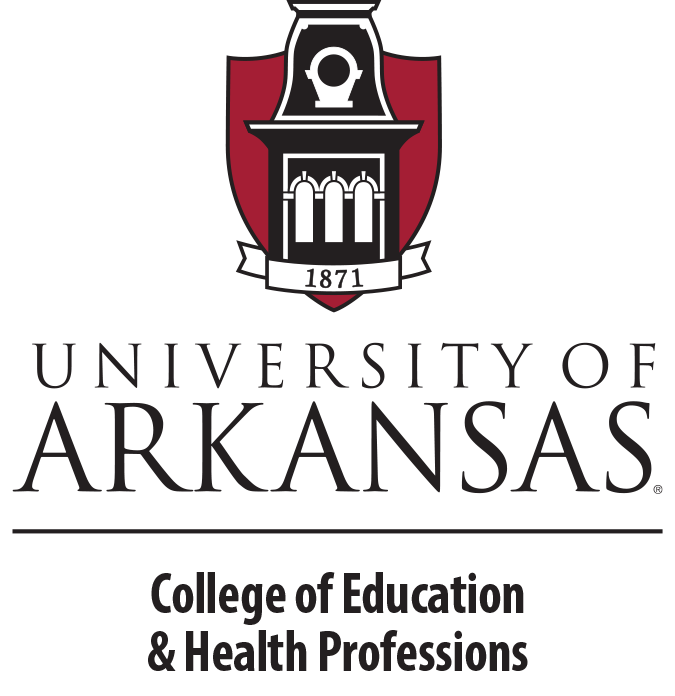 1871
UNIVERSITY OF
ARKANSAS®
College of Education
& Health Professions